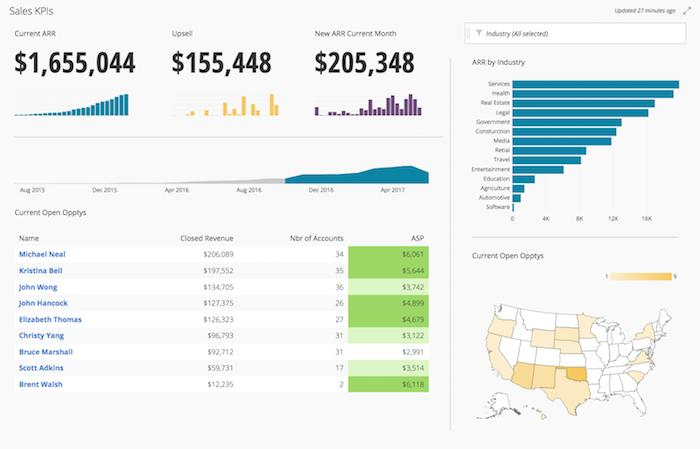 Sales KPIs
Updated 27 minutes ago
Current ARR
Upsell
New ARR Current Month
Industry (All selected)
$1,655,044
$155,448
$205,348
ARR by Industry
Services
Health
Real Estate
Legal
Government
Consturction
Media
Retial
Travel
Entertainment
Education
Agriculture
Automotive
Software
0 4K 8K 12K 16K
Aug 2015 Dec 2015 Apr 2016 Aug 2016 Dec 2016 Apr 2017
Current Open Opptys
Name Closed Revenue Nbr of Accounts ASP
Michael Neal $206,089 34 $6,061
Kristina Bell $197,552 35 $5,644
John Wong $134,705 36 $3,742
John Hancock $127,375 26 $4,899
Elizabeth Thomas $126,323 27 $4,679
Christy Yang $96,793 31 $3,122
Bruce Marshall $92,712 31 $2,991
Scott Adkins $59,731 17 $3,514
Brent Walsh $12,235 2 $6,118
Current Open Opptys
1 9